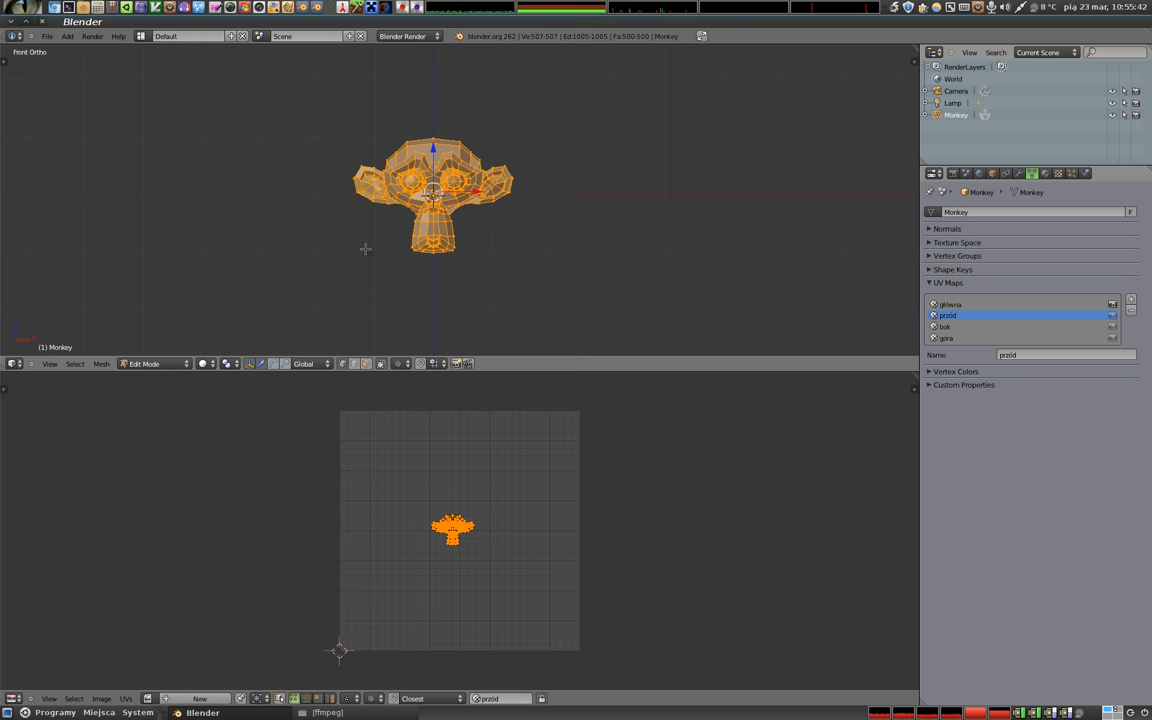 8 °C pią 23 mar, 10:55:42
Blender
File Add Render Help Default Scene Blender Render blender.org 262 | Ve:507-507 | Ed:1005-1005 | Fa:500-500 | Monkey
View Search Current Scene
Front Ortho
RenderLayers
World
Camera
Lamp
Monkey
Monkey Monkey
Monkey F
Normals
Texture Space
Vertex Groups
Shape Keys
UV Maps
główna
przód
bok
góra
Name: przód
Vertex Colors
Custom Properties
(1) Monkey
View Select Mesh Edit Mode Global
View Select Image UVs New Closest przód
Programy Miejsca System Blender [ffmpeg]